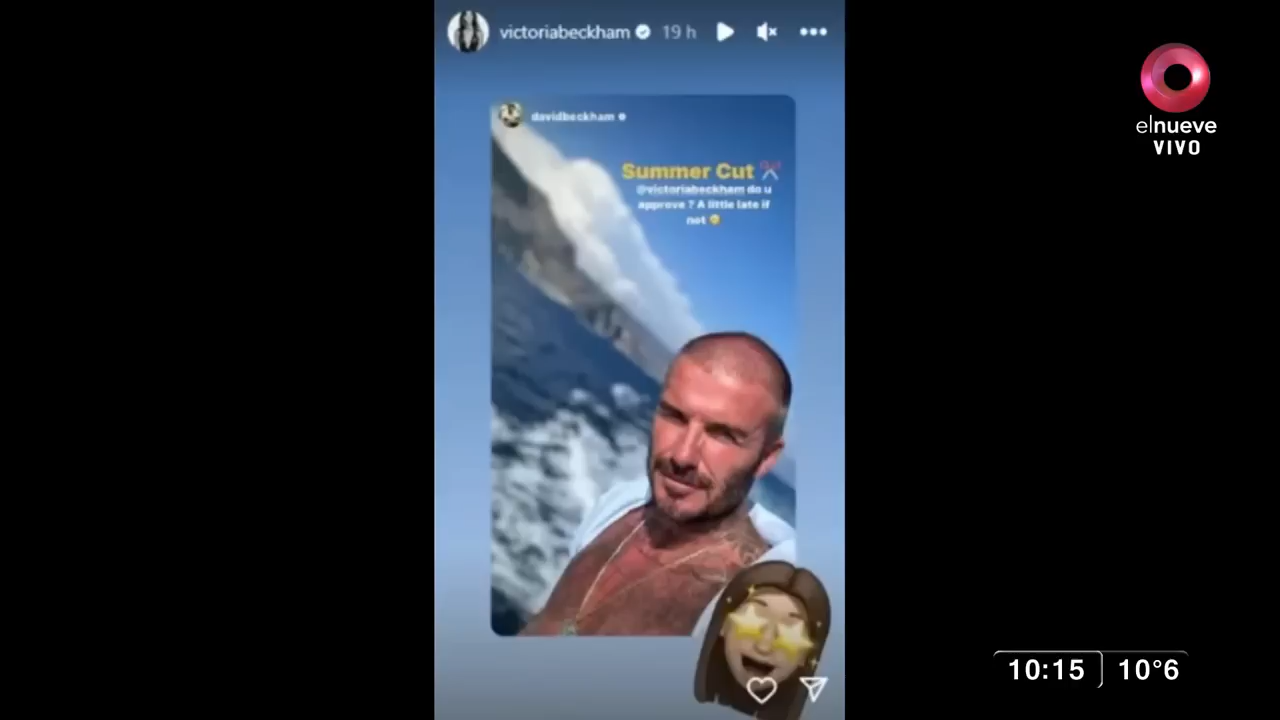 victoriabeckham 19 h
davidbeckham
Summer Cut
@victoriabeckham do u
approve ? A little late if
not
elnueve
VIVO
10:15 10°6